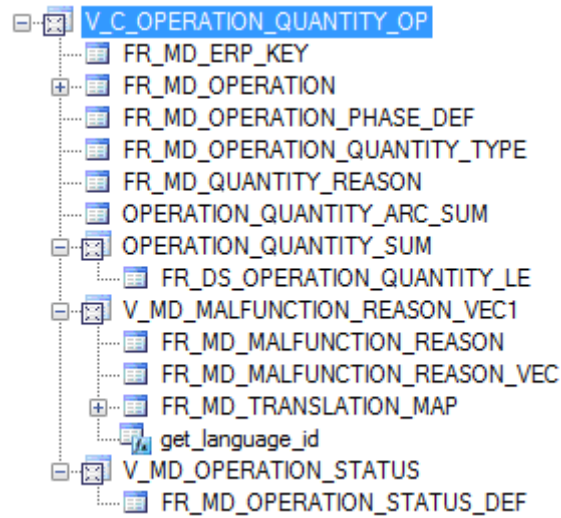 V_C_OPERATION_QUANTITY_OP
FR_MD_ERP_KEY
FR_MD_OPERATION
FR_MD_OPERATION_PHASE_DEF
FR_MD_OPERATION_QUANTITY_TYPE
FR_MD_QUANTITY_REASON
OPERATION_QUANTITY_ARC_SUM
OPERATION_QUANTITY_SUM
FR_DS_OPERATION_QUANTITY_LE
V_MD_MALFUNCTION_REASON_VEC1
FR_MD_MALFUNCTION_REASON
FR_MD_MALFUNCTION_REASON_VEC
FR_MD_TRANSLATION_MAP
get_language_id
V_MD_OPERATION_STATUS
FR_MD_OPERATION_STATUS_DEF